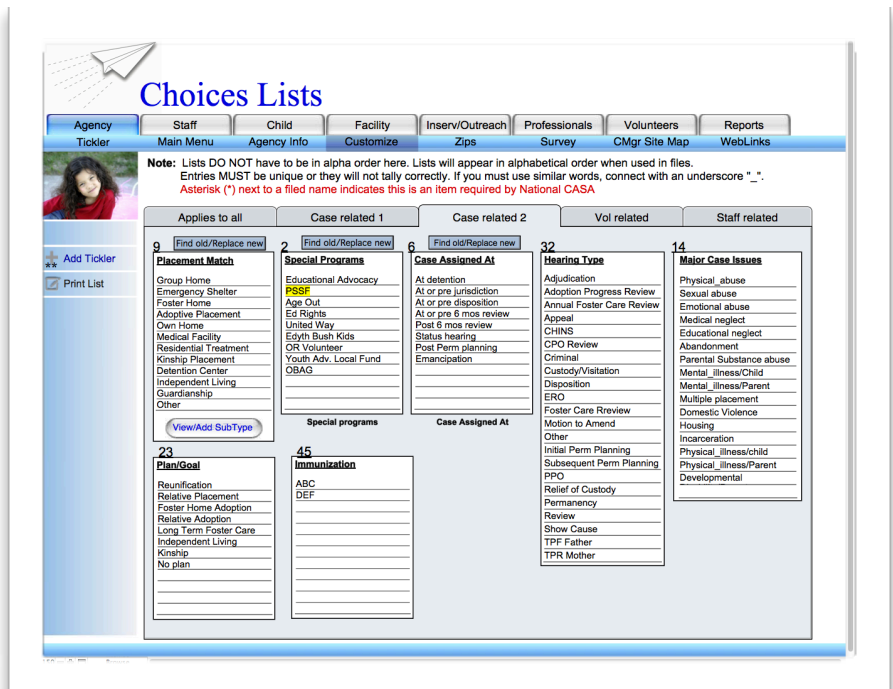 Choices Lists
Agency Staff Child Facility Inserv/Outreach Professionals Volunteers Reports
Tickler Main Menu Agency Info Customize Zips Survey CMgr Site Map WebLinks
Note: Lists DO NOT have to be in alpha order here. Lists will appear in alphabetical order when used in files.
Entries MUST be unique or they will not tally correctly. If you must use similar words, connect with an underscore "_".
Asterisk (*) nxct to a filed name indicates this is an item required by National CASA
Applies to all Case related 1 Case related 2 Vol related Staff related
Add Tickler
Print List
9 Find old/Replace new
Placement Match
Group Home
Emergency Shelter
Foster Home
Adoptive Placement
Own Home
Medical Facility
Residential Treatment
Kinship Placement
Detention Center
Independent Living
Guardianship
Other
View/Add SubType
2 Find old/Replace new
Special Programs
Educational Advocacy
PSSF
Age Out
Ed Rights
United Way
Edyth Bush Kids
OR Volunteer
Youth Adv. Local Fund
OBAG
Special programs
6 Find old/Replace new
Case Assigned At
At detention
At or pre jurisdiction
At or pre disposition
At or pre 6 mos review
Post 6 mos review
Status hearing
Post Perm planning
Emancipation
Case Assigned At
32
Hearing Type
Adjudication
Adoption Progress Review
Annual Foster Care Review
Appeal
CHINS
CPO Review
Criminal
Custody/Visitation
Disposition
ERO
Foster Care Rreview
Motion to Amend
Other
Initial Perm Planning
Subsequent Perm Planning
PPO
Relief of Custody
Permanency
Review
Show Cause
TPF Father
TPR Mother
14
Major Case Issues
Physical_abuse
Sexual abuse
Emotional abuse
Medical neglect
Educational neglect
Abandonment
Parental Substance abuse
Mental_illness/Child
Mental_illness/Parent
Multiple placement
Domestic Violence
Housing
Incarceration
Physical_illness/child
Physical_illness/Parent
Developmental
23
Plan/Goal
Reunification
Relative Placement
Foster Home Adoption
Relative Adoption
Long Term Foster Care
Independent Living
Kinship
No plan
45
Immunization
ABC
DEF